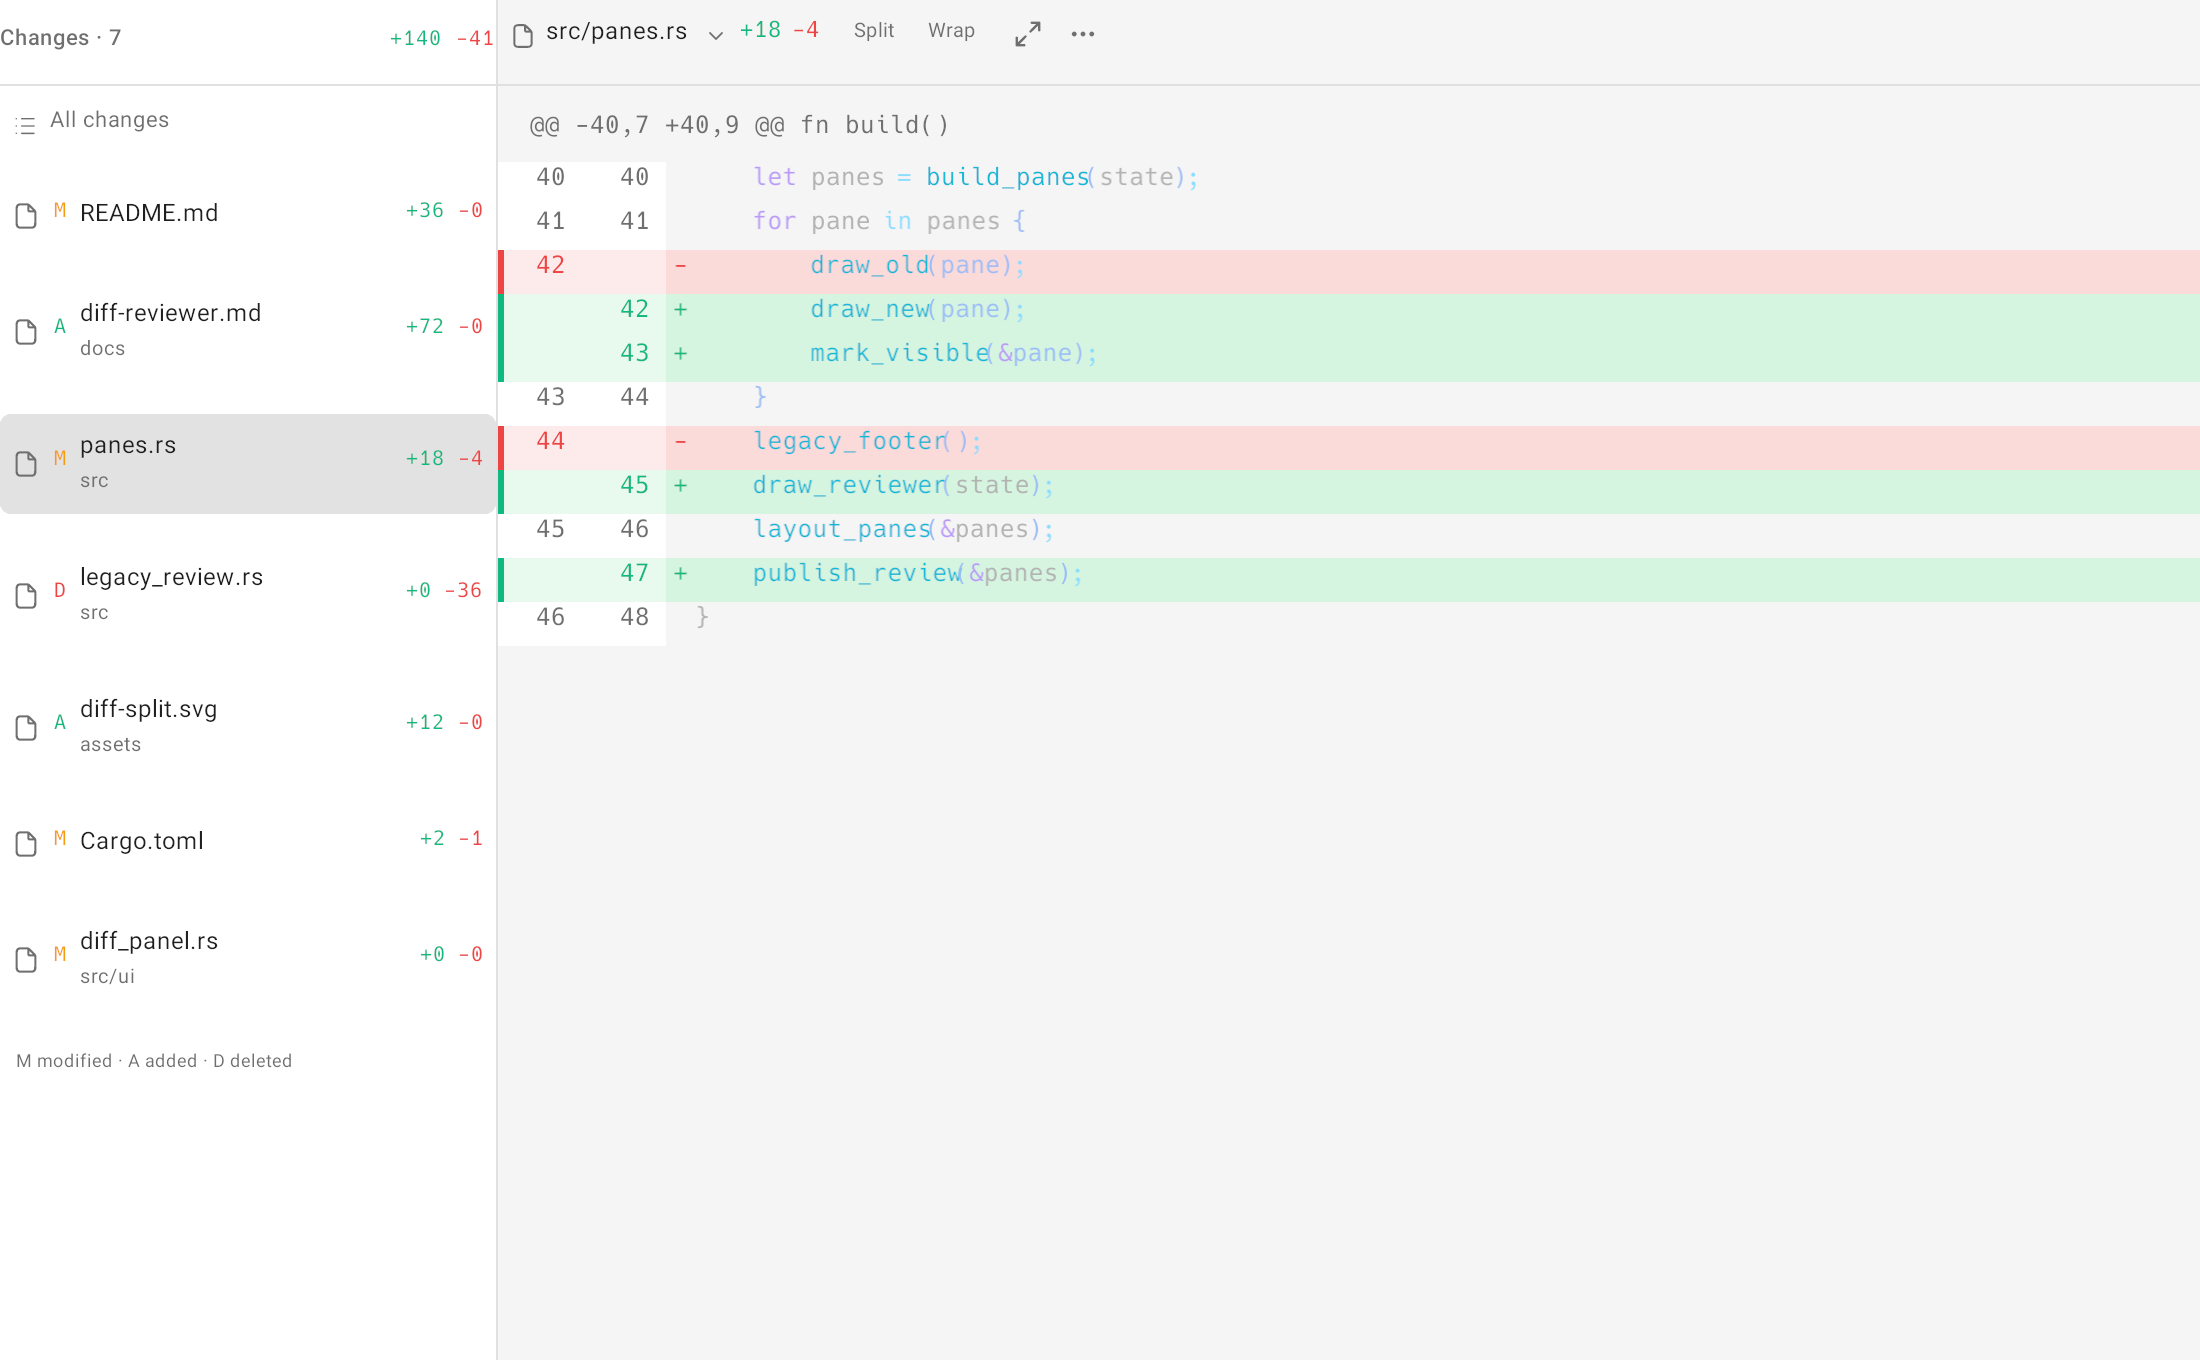 Changes · 7 +140 -41
All changes
M README.md +36 -0
A diff-reviewer.md +72 -0
docs
M panes.rs +18 -4
src
D legacy_review.rs +0 -36
src
A diff-split.svg +12 -0
assets
M Cargo.toml +2 -1
M diff_panel.rs +0 -0
src/ui
M modified · A added · D deleted
src/panes.rs +18 -4 Split Wrap
@@ -40,7 +40,9 @@ fn build()
40 40 let panes = build_panes(state);
41 41 for pane in panes {
42 - draw_old(pane);
42 + draw_new(pane);
43 + mark_visible(&pane);
43 44 }
44 - legacy_footer();
45 + draw_reviewer(state);
45 46 layout_panes(&panes);
47 + publish_review(&panes);
46 48 }